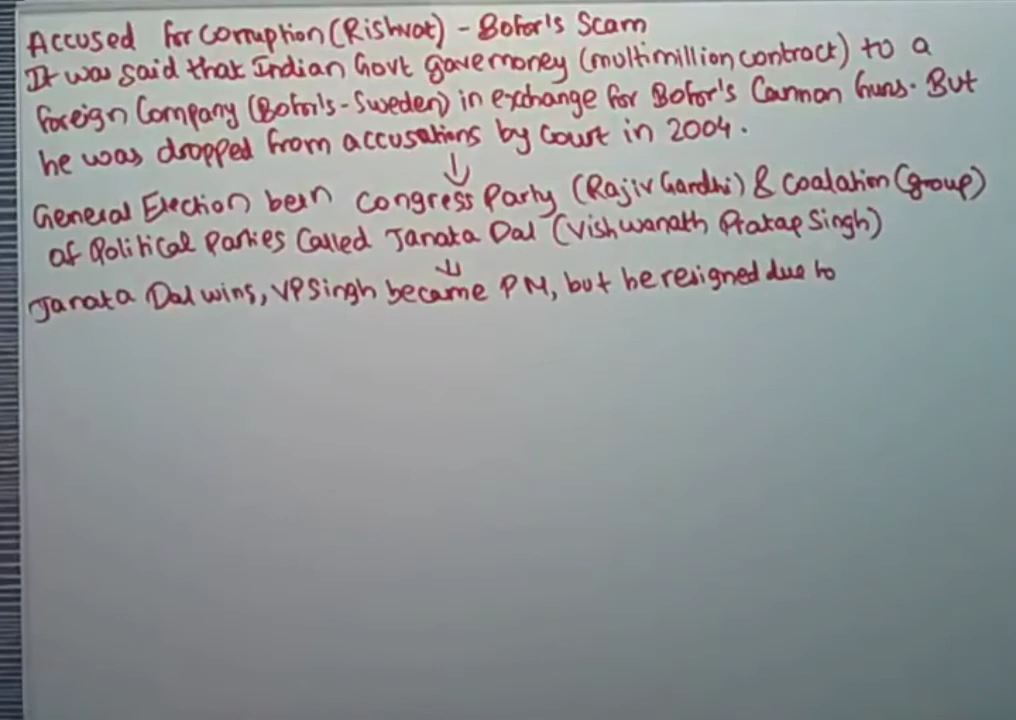 Accused for corruption (Rishvat) - Bofor's Scam
It was said that Indian Govt gave money (multimillion contract) to a
foreign Company (Bofor's-Sweden) in exchange for Bofor's Cannon Guns. But
he was dropped from accusations by Court in 2004.
↓
General Election betn Congress Party (Rajiv Gandhi) & Coalation (group)
of Political Parties Called Janata Dal (Vishwanath Pratap Singh)
↓
Janata Dal wins, VP Singh became PM, but he resigned due to